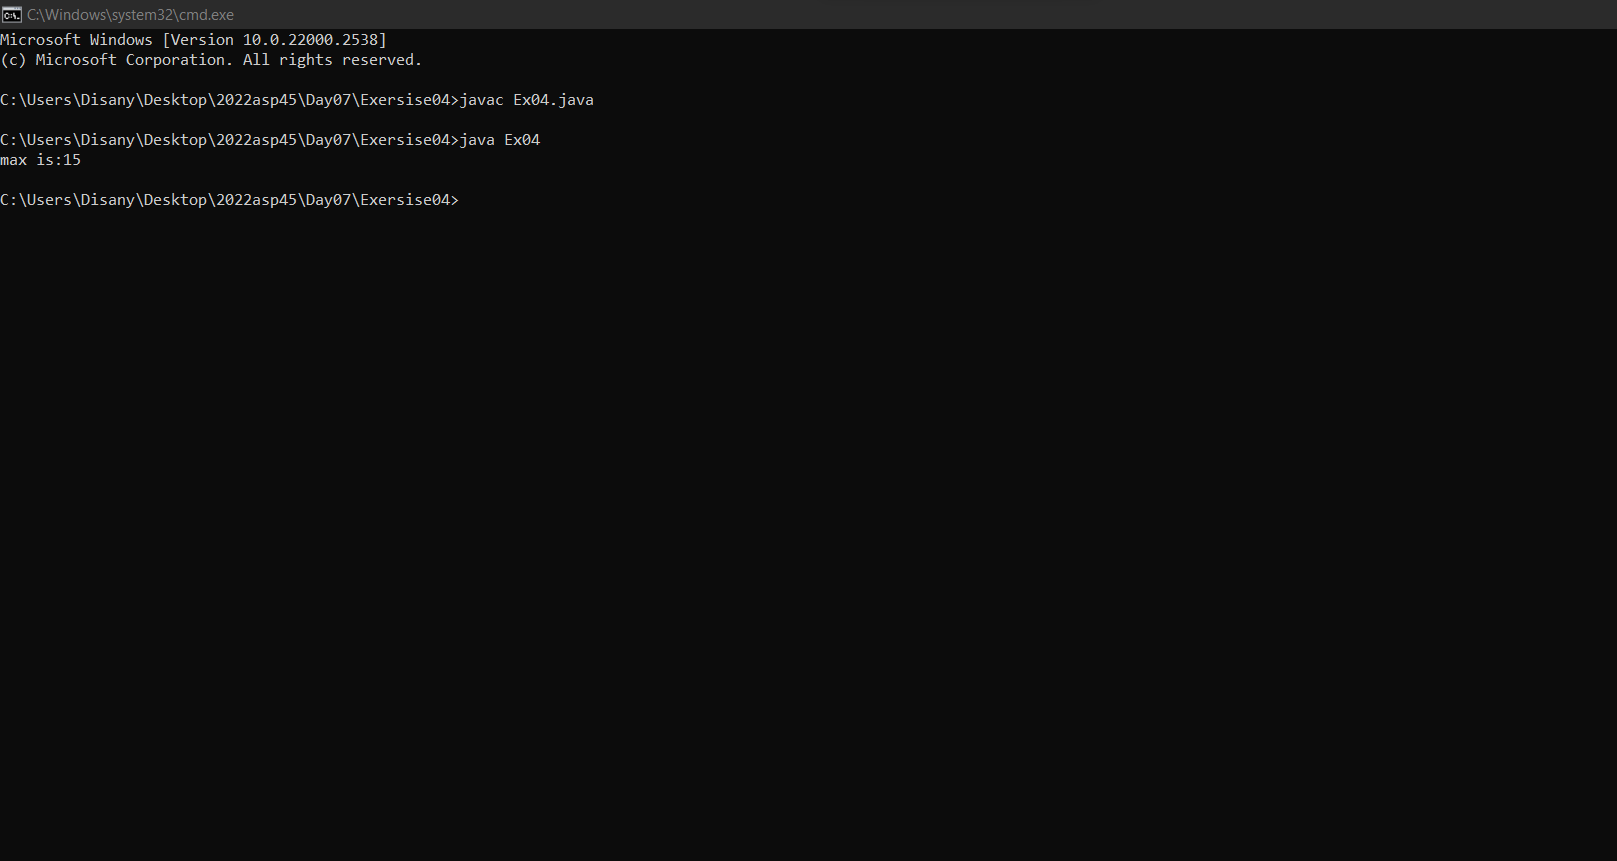 C:\Windows\system32\cmd.exe
Microsoft Windows [Version 10.0.22000.2538]
(c) Microsoft Corporation. All rights reserved.
C:\Users\Disany\Desktop\2022asp45\Day07\Exersise04>javac Ex04.java
C:\Users\Disany\Desktop\2022asp45\Day07\Exersise04>java Ex04
max is:15
C:\Users\Disany\Desktop\2022asp45\Day07\Exersise04>